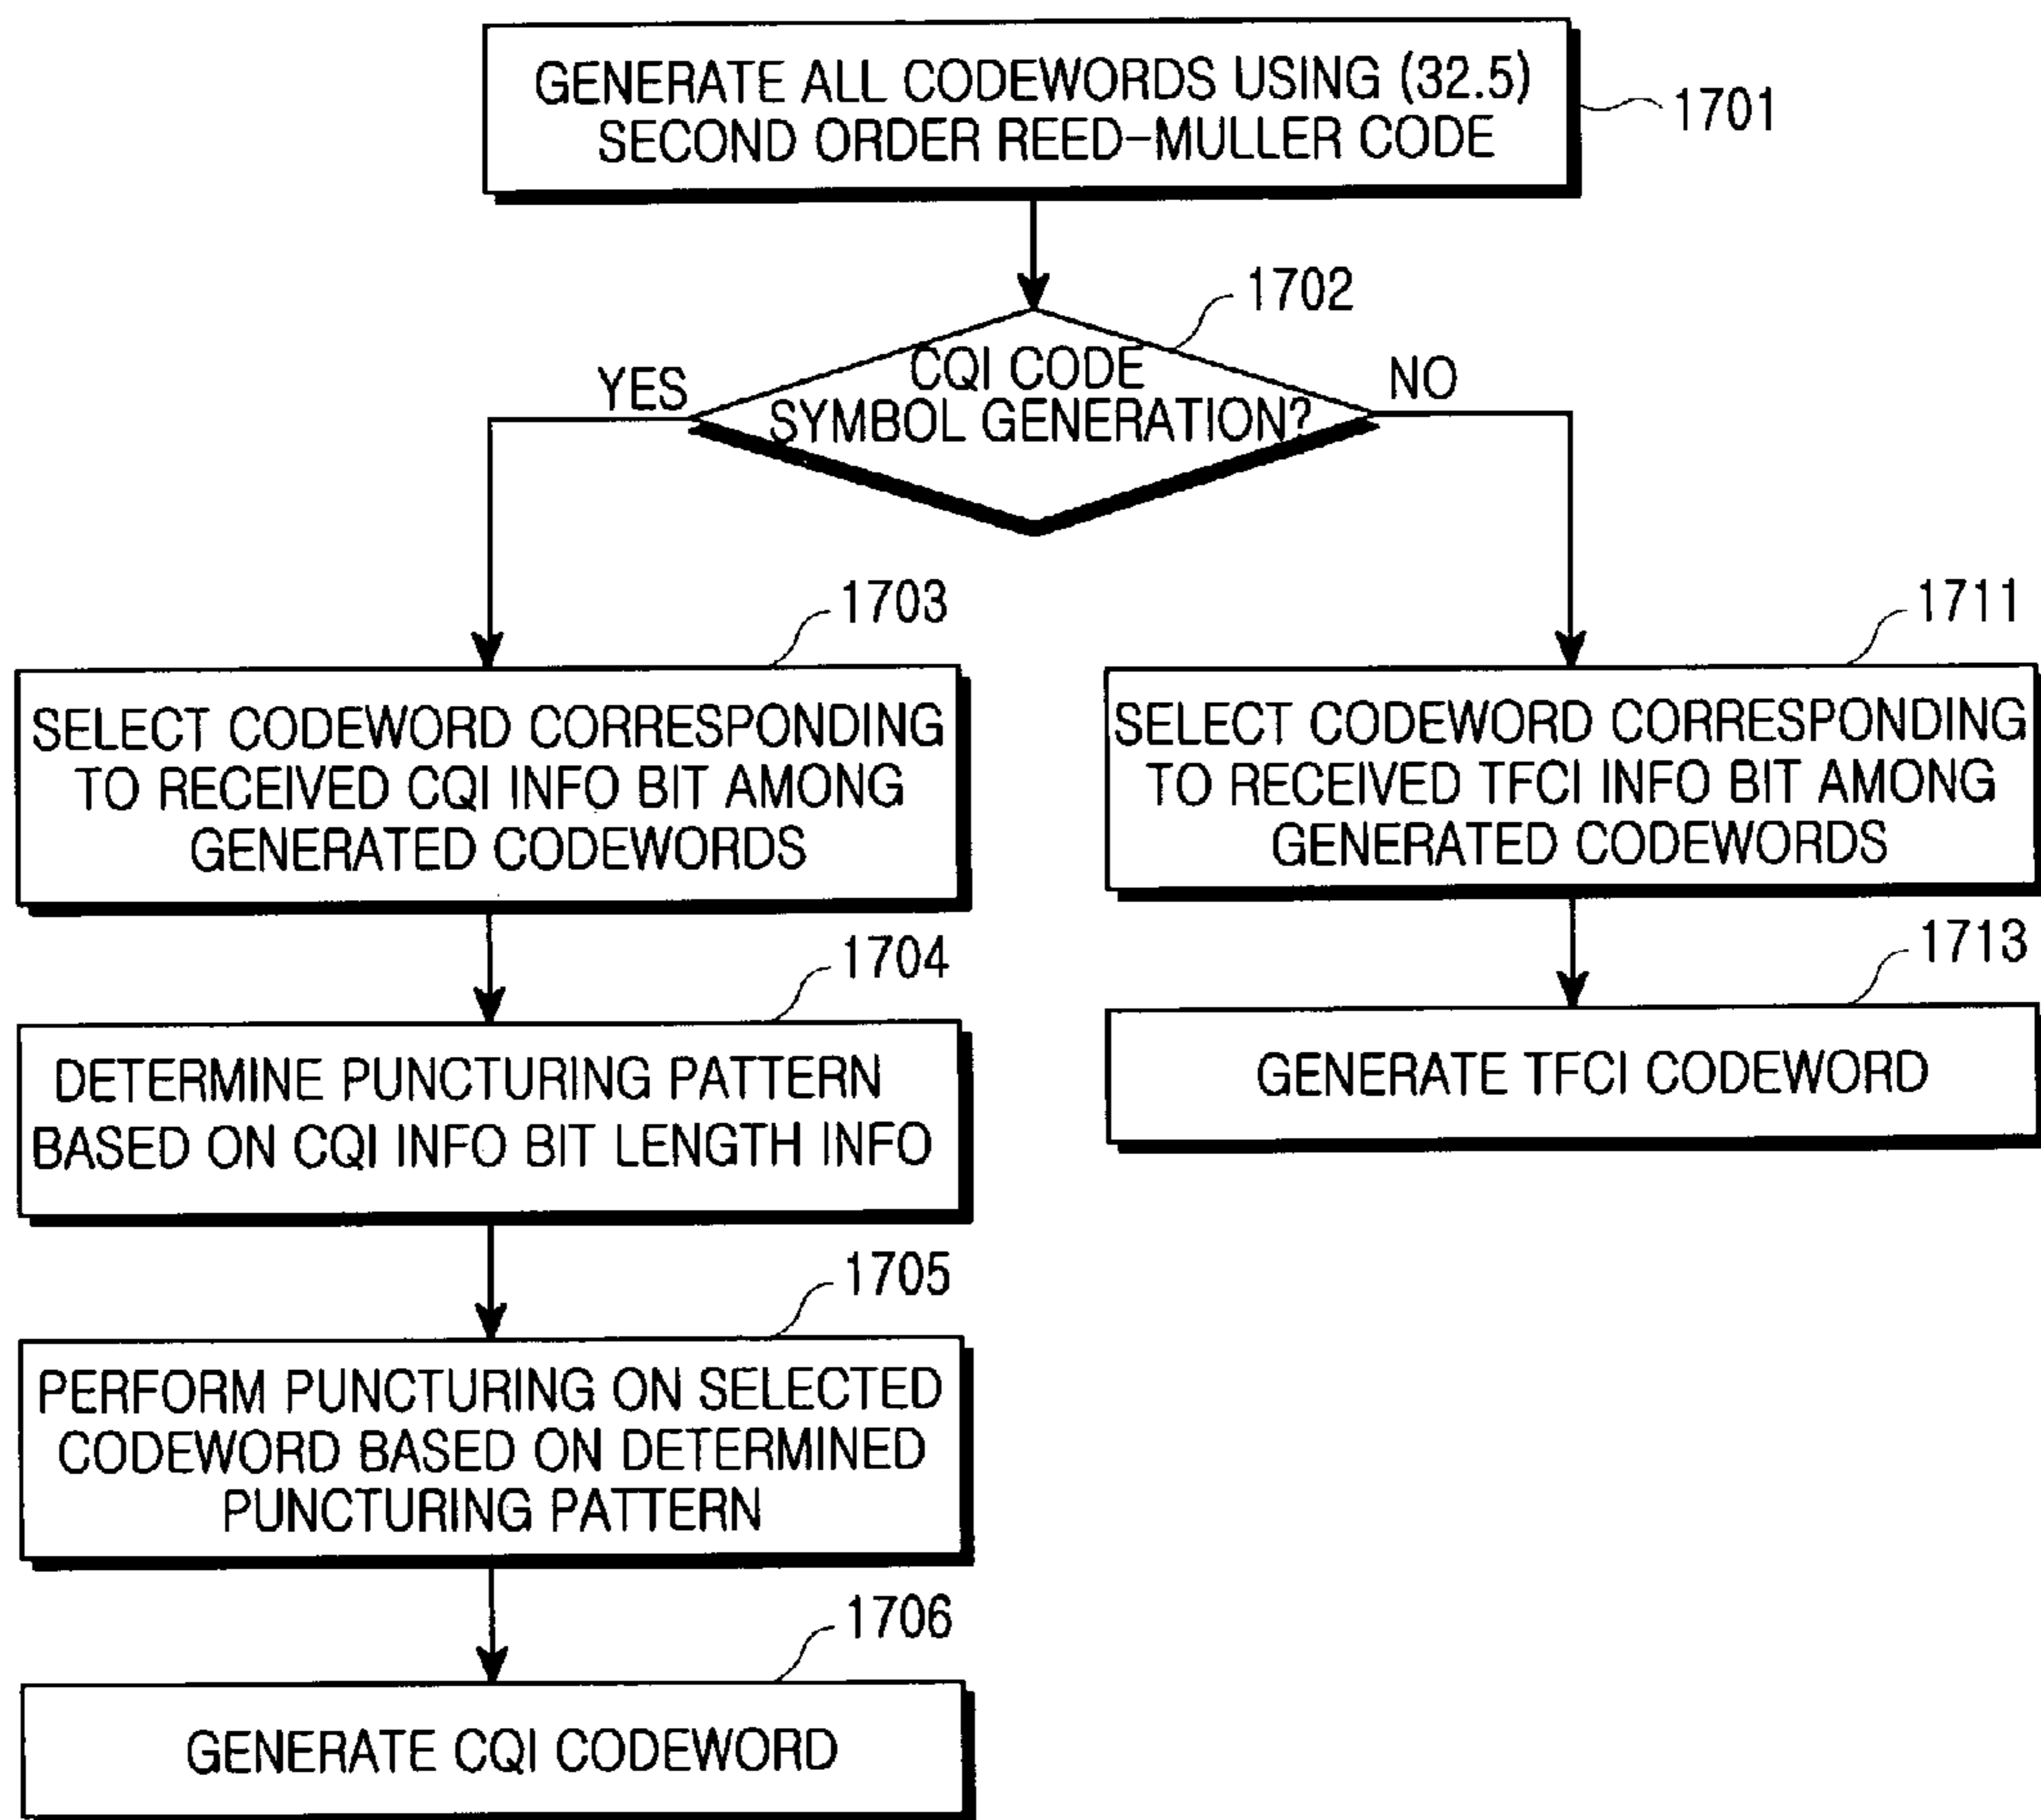 GENERATE ALL CODEWORDS USING (32.5)
SECOND ORDER REED-MULLER CODE
1701
1702
CQI CODE
SYMBOL GENERATION?
YES
NO
1703
SELECT CODEWORD CORRESPONDING
TO RECEIVED CQI INFO BIT AMONG
GENERATED CODEWORDS
1711
SELECT CODEWORD CORRESPONDING
TO RECEIVED TFCI INFO BIT AMONG
GENERATED CODEWORDS
1704
DETERMINE PUNCTURING PATTERN
BASED ON CQI INFO BIT LENGTH INFO
1713
GENERATE TFCI CODEWORD
1705
PERFORM PUNCTURING ON SELECTED
CODEWORD BASED ON DETERMINED
PUNCTURING PATTERN
1706
GENERATE CQI CODEWORD